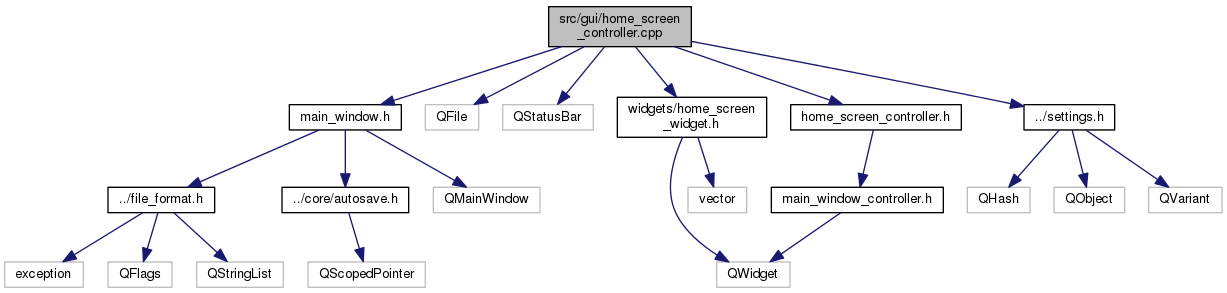 src/gui/home_screen
_controller.cpp
main_window.h
QFile
QStatusBar
widgets/home_screen
_widget.h
home_screen_controller.h
../settings.h
../file_format.h
../core/autosave.h
QMainWindow
vector
main_window_controller.h
QHash
QObject
QVariant
exception
QFlags
QStringList
QScopedPointer
QWidget